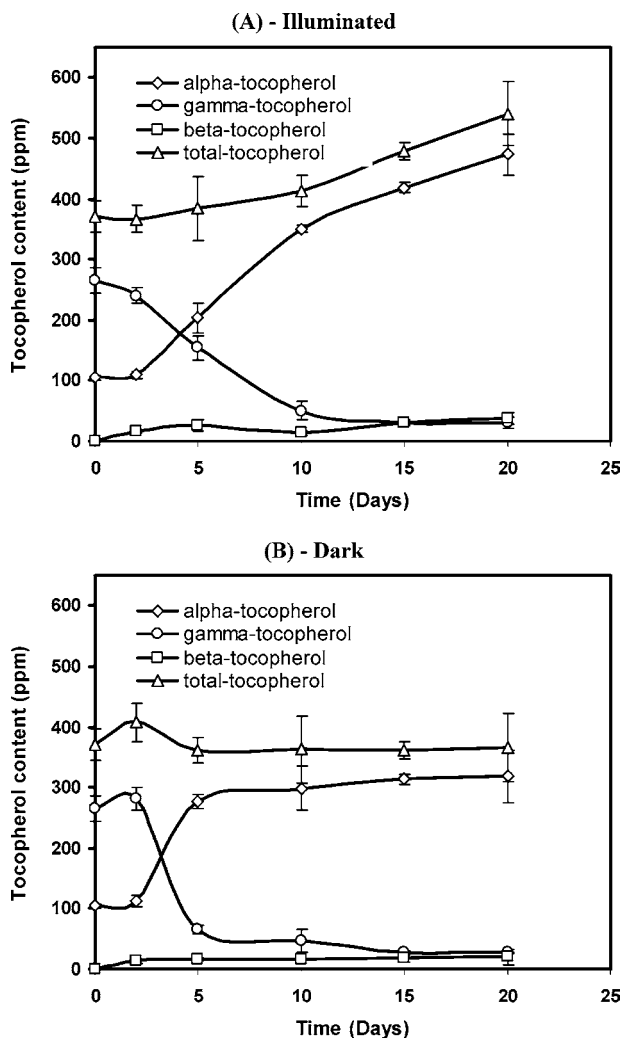 (A) - Illuminated
600
500
400
300
200
100
0
alpha-tocopherol
gamma-tocopherol
beta-tocopherol
total-tocopherol
Tocopherol content (ppm)
0 5 10 15 20 25
Time (Days)
(B) - Dark
600
500
400
300
200
100
0
alpha-tocopherol
gamma-tocopherol
beta-tocopherol
total-tocopherol
Tocopherol content (ppm)
0 5 10 15 20 25
Time (Days)